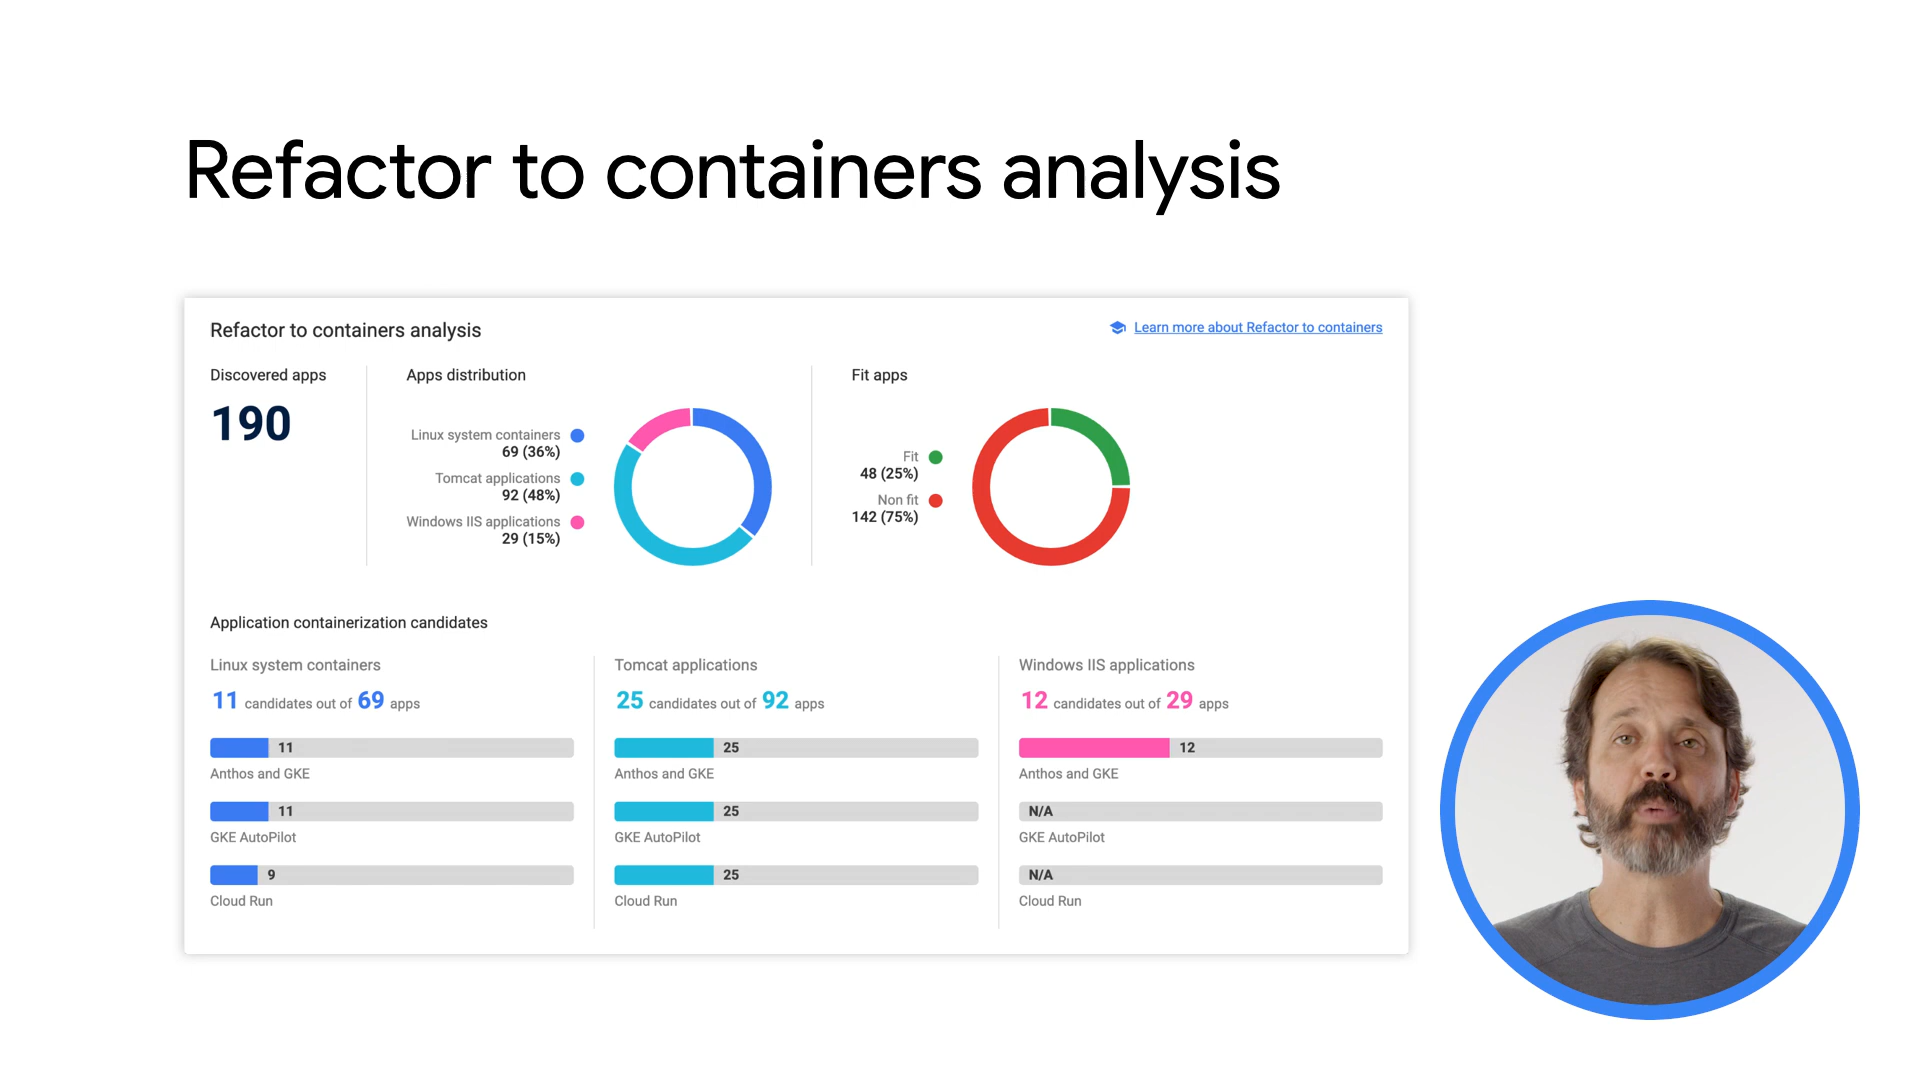 Refactor to containers analysis
Refactor to containers analysis
Learn more about Refactor to containers
Discovered apps
190
Apps distribution
Linux system containers
69 (36%)
Tomcat applications
92 (48%)
Windows IIS applications
29 (15%)
Fit apps
Fit
48 (25%)
Non fit
142 (75%)
Application containerization candidates
Linux system containers
11 candidates out of 69 apps
11
Anthos and GKE
11
GKE AutoPilot
9
Cloud Run
Tomcat applications
25 candidates out of 92 apps
25
Anthos and GKE
25
GKE AutoPilot
25
Cloud Run
Windows IIS applications
12 candidates out of 29 apps
12
Anthos and GKE
N/A
GKE AutoPilot
N/A
Cloud Run